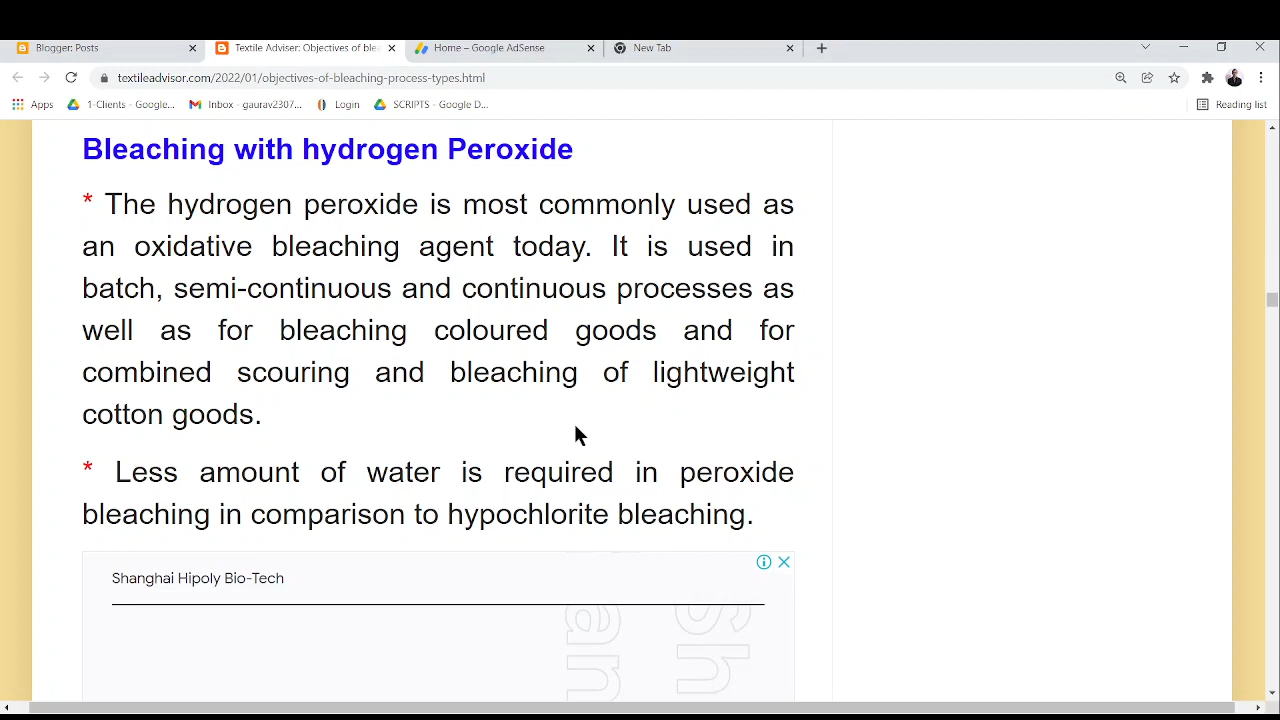 Blogger: Posts
Textile Adviser: Objectives of ble
Home – Google AdSense
New Tab
textileadvisor.com/2022/01/objectives-of-bleaching-process-types.html
Apps
1-Clients - Google...
Inbox - gaurav2307...
Login
SCRIPTS - Google D...
Reading list
Bleaching with hydrogen Peroxide
* The hydrogen peroxide is most commonly used as
an oxidative bleaching agent today. It is used in
batch, semi-continuous and continuous processes as
well as for bleaching coloured goods and for
combined scouring and bleaching of lightweight
cotton goods.
* Less amount of water is required in peroxide
bleaching in comparison to hypochlorite bleaching.
Shanghai Hipoly Bio-Tech
Sh
an